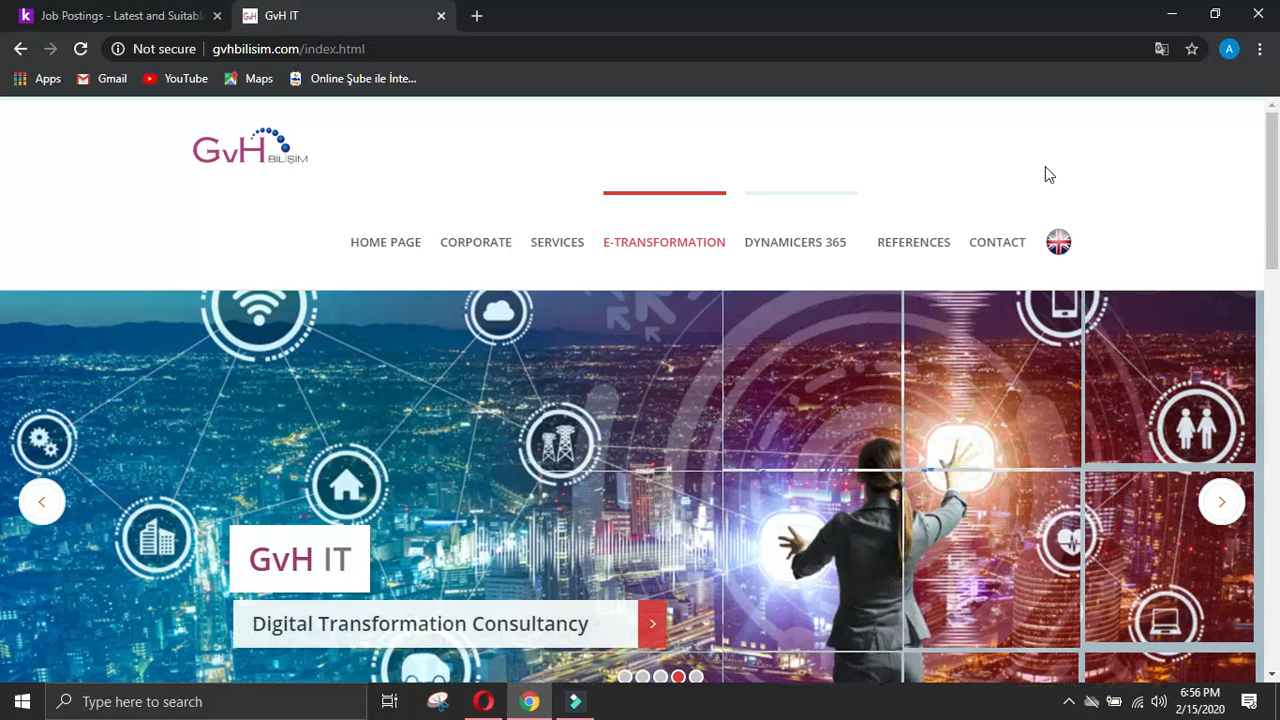 Job Postings - Latest and Suitable
GvH IT
Not secure gvhbilisim.com/index.html
A
Apps Gmail YouTube Maps Online Şube ile İnte...
GvH BİLİŞİM
HOME PAGE CORPORATE SERVICES E-TRANSFORMATION DYNAMICERS 365 REFERENCES CONTACT
GvH IT
Digital Transformation Consultancy
Type here to search
6:56 PM
2/15/2020